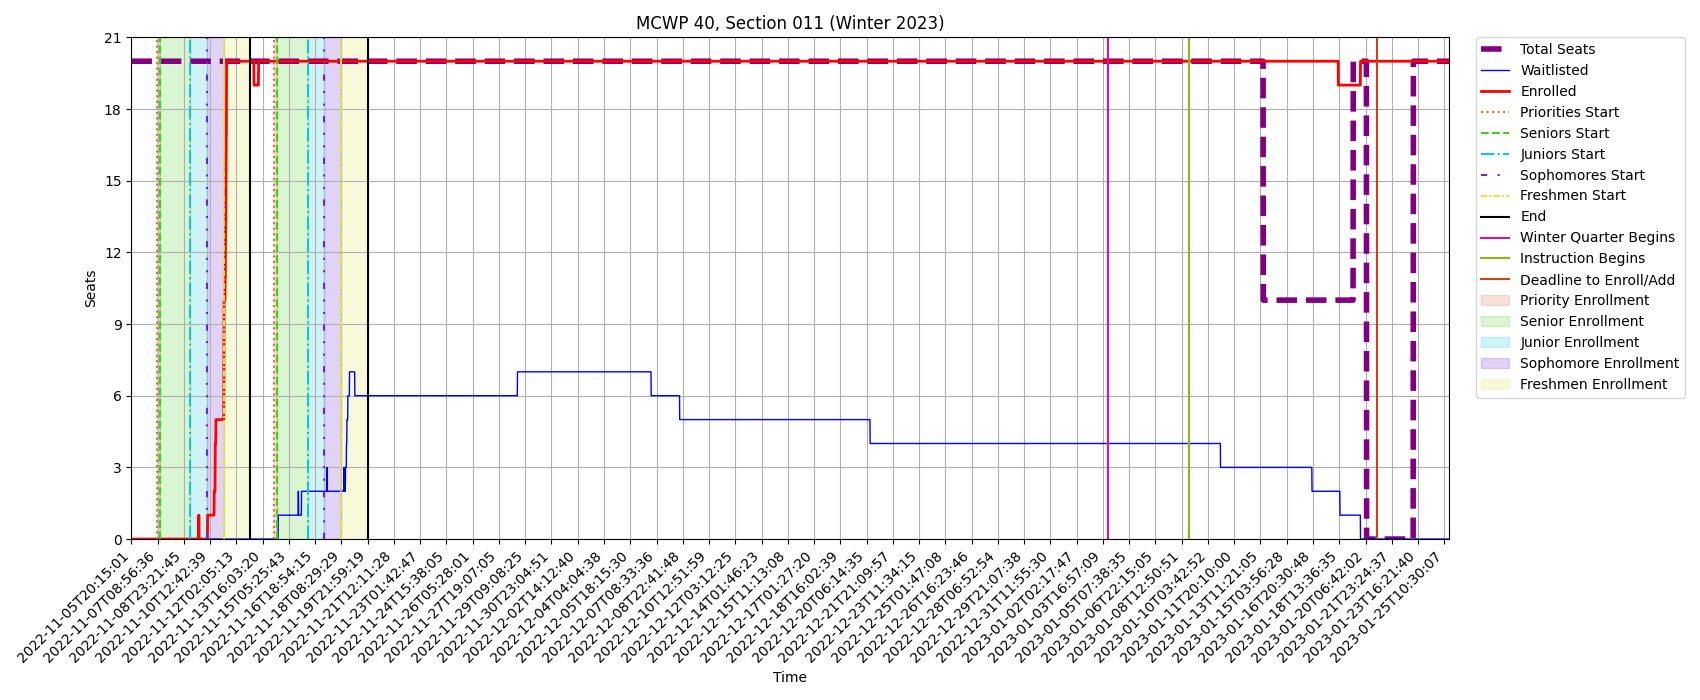 MCWP 40, Section 011 (Winter 2023)
21
18
15
12
9
6
3
0
Seats
2022-11-05T20:15:01
2022-11-07T08:56:36
2022-11-08T23:21:45
2022-11-10T12:42:39
2022-11-12T02:05:13
2022-11-13T16:03:20
2022-11-15T05:25:43
2022-11-16T18:54:15
2022-11-18T08:29:29
2022-11-19T21:59:19
2022-11-21T12:11:28
2022-11-23T01:42:47
2022-11-24T15:38:05
2022-11-26T05:28:01
2022-11-27T19:07:05
2022-11-29T09:08:25
2022-11-30T23:04:51
2022-12-02T14:12:40
2022-12-04T04:04:38
2022-12-05T18:15:30
2022-12-07T08:33:36
2022-12-08T22:41:48
2022-12-10T12:51:59
2022-12-12T03:12:25
2022-12-14T01:46:23
2022-12-15T11:13:08
2022-12-17T01:27:20
2022-12-18T16:02:39
2022-12-20T06:14:35
2022-12-21T21:09:57
2022-12-23T11:34:15
2022-12-25T01:47:08
2022-12-26T16:23:46
2022-12-28T06:52:54
2022-12-29T21:07:38
2022-12-31T11:55:30
2023-01-02T02:17:47
2023-01-03T16:57:09
2023-01-05T07:38:35
2023-01-06T22:15:05
2023-01-08T12:50:51
2023-01-10T03:42:52
2023-01-11T20:10:00
2023-01-13T11:21:05
2023-01-15T03:56:28
2023-01-16T20:30:48
2023-01-18T13:36:35
2023-01-20T06:42:02
2023-01-21T23:24:37
2023-01-23T16:21:40
2023-01-25T10:30:07
Time
Total Seats
Waitlisted
Enrolled
Priorities Start
Seniors Start
Juniors Start
Sophomores Start
Freshmen Start
End
Winter Quarter Begins
Instruction Begins
Deadline to Enroll/Add
Priority Enrollment
Senior Enrollment
Junior Enrollment
Sophomore Enrollment
Freshmen Enrollment